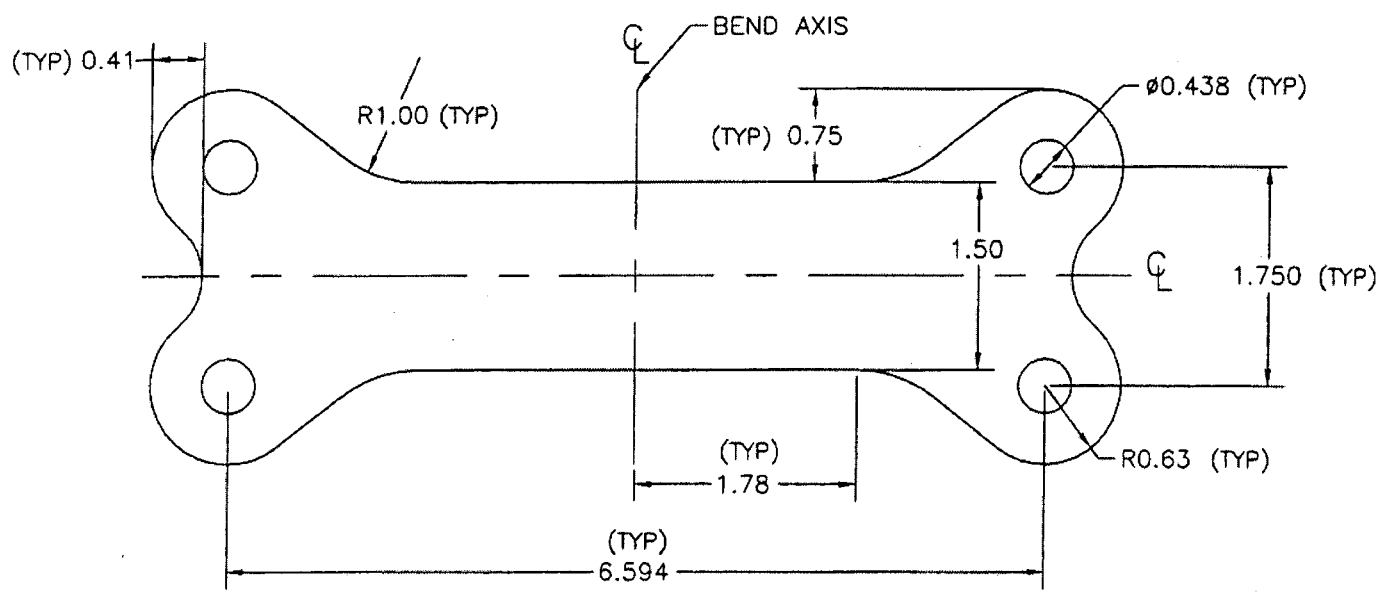 BEND AXIS
℄
(TYP) 0.41
R1.00 (TYP)
(TYP) 0.75
ø0.438 (TYP)
1.50
℄
1.750 (TYP)
(TYP)
1.78
R0.63 (TYP)
(TYP)
6.594